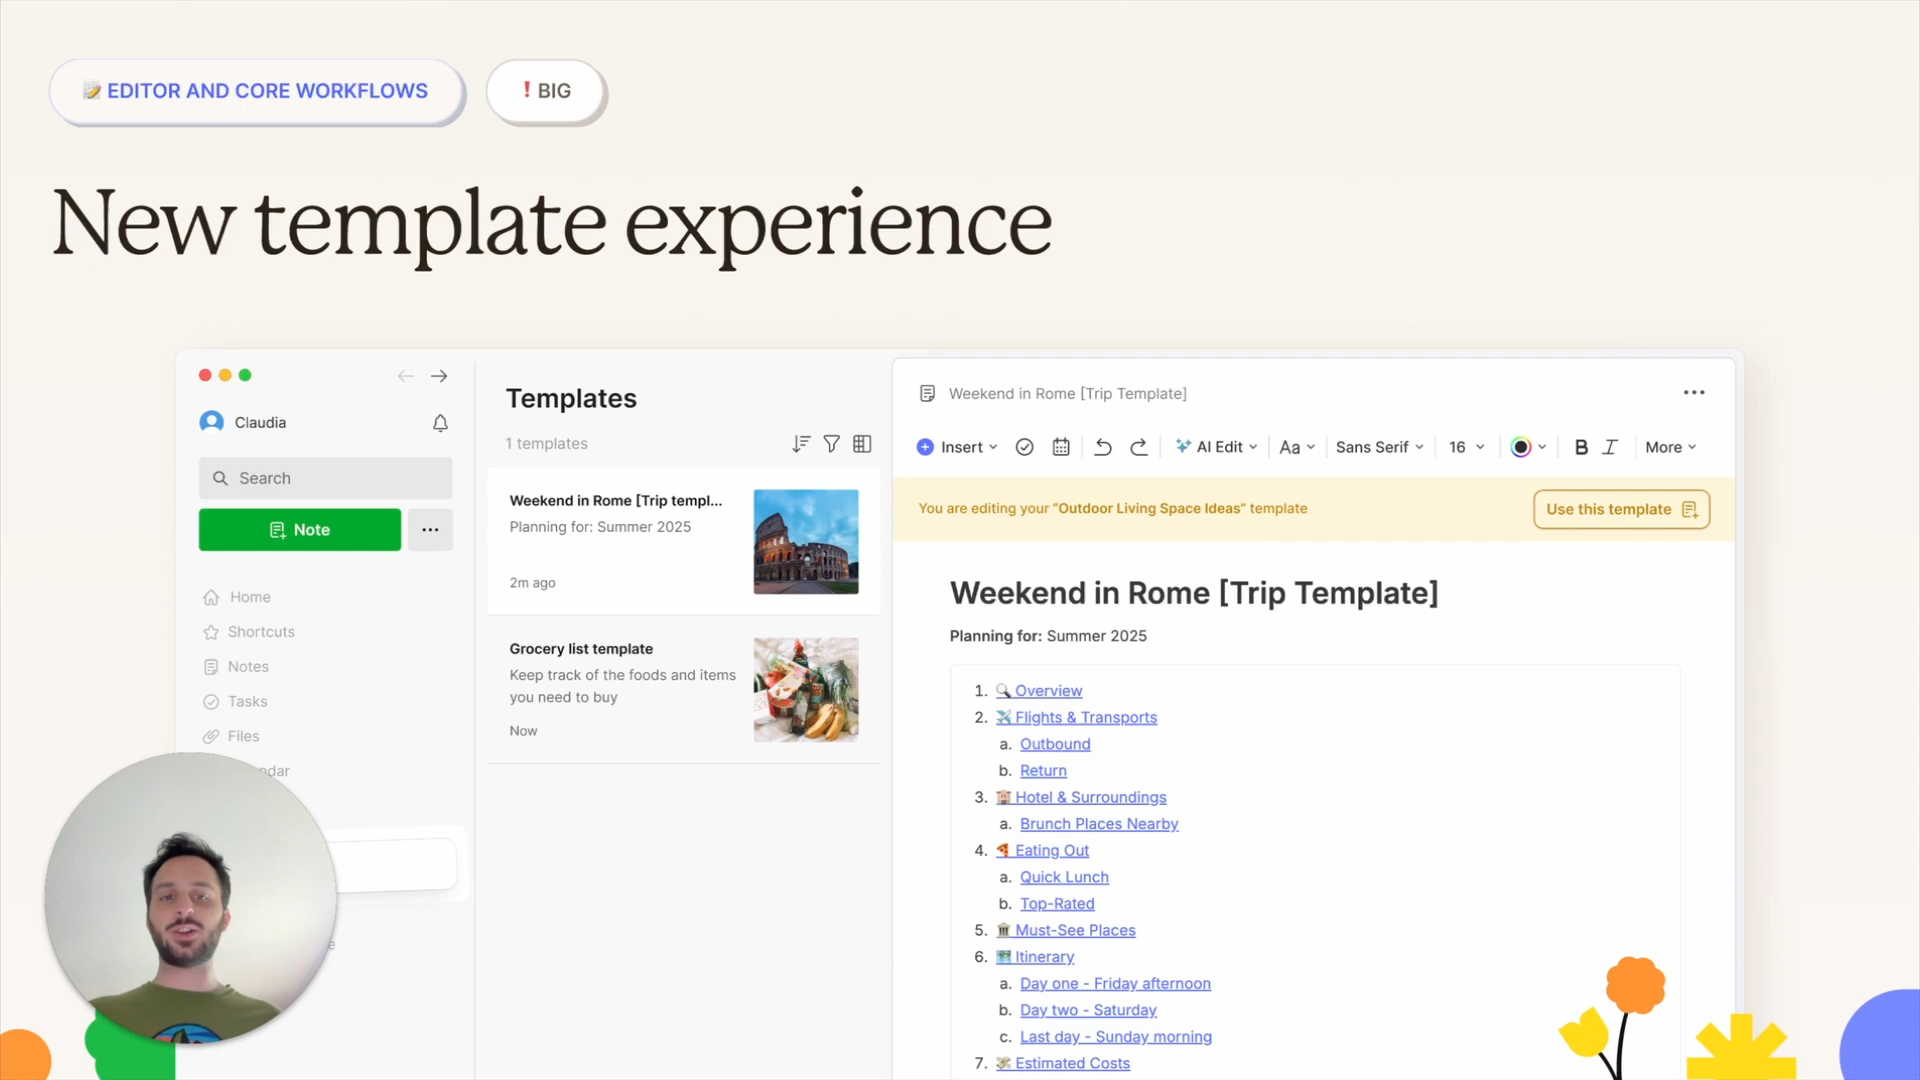 📝 EDITOR AND CORE WORKFLOWS
❗ BIG
New template experience
Claudia
Search
Note
Home
Shortcuts
Notes
Tasks
Files
ndar
e
Templates
1 templates
Weekend in Rome [Trip templ...
Planning for: Summer 2025
2m ago
Grocery list template
Keep track of the foods and items
you need to buy
Now
Weekend in Rome [Trip Template]
Insert
AI Edit
Aa
Sans Serif
16
B I
More
You are editing your “Outdoor Living Space Ideas” template
Use this template
Weekend in Rome [Trip Template]
Planning for: Summer 2025
1. 🔍 Overview
2. ✈️ Flights & Transports
a. Outbound
b. Return
3. 🏨 Hotel & Surroundings
a. Brunch Places Nearby
4. 🍕 Eating Out
a. Quick Lunch
b. Top-Rated
5. 🏛️ Must-See Places
6. 🗺️ Itinerary
a. Day one - Friday afternoon
b. Day two - Saturday
c. Last day - Sunday morning
7. 💸 Estimated Costs